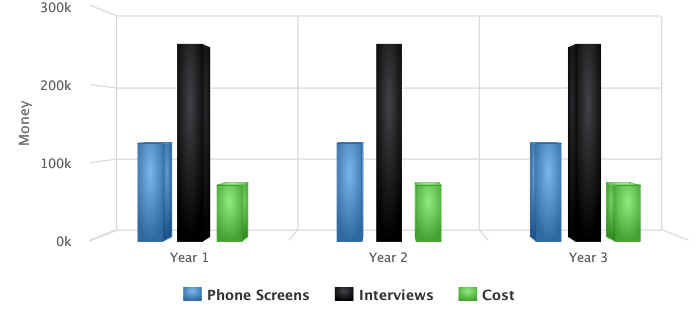 300k
200k
100k
0k
Money
Year 1
Year 2
Year 3
Phone Screens
Interviews
Cost